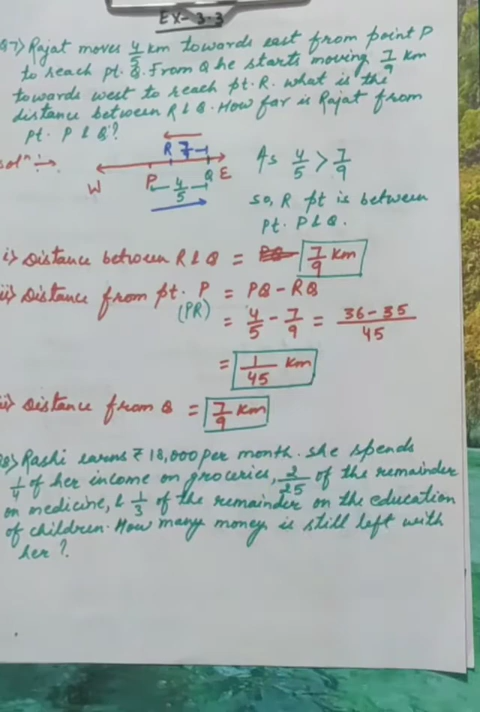 EX-3.3
Q7) Rajat moves 4/5 km towards east from point P
to reach pt. Q. From Q he starts moving 7/9 km
towards west to reach pt. R. what is the
distance between R & Q. How far is Rajat from
pt. P & Q?
soln :→ R 7 As 4/5 > 7/9
W P 4/5 Q E
so, R pt is between
pt. P & Q.
i) Distance between R & Q = 7/9 km
ii) Distance from pt. P = PQ - RQ
(PR) = 4/5 - 7/9 = 36-35/45
= 1/45 km
ii) Distance from Q = 7/9 km
Q8) Rashi earns ₹ 18,000 per month. she spends
1/4 of her income on groceries, 2/25 of the remainder
on medicine, & 1/3 of the remainder on the education
of children. How many money is still left with
her?